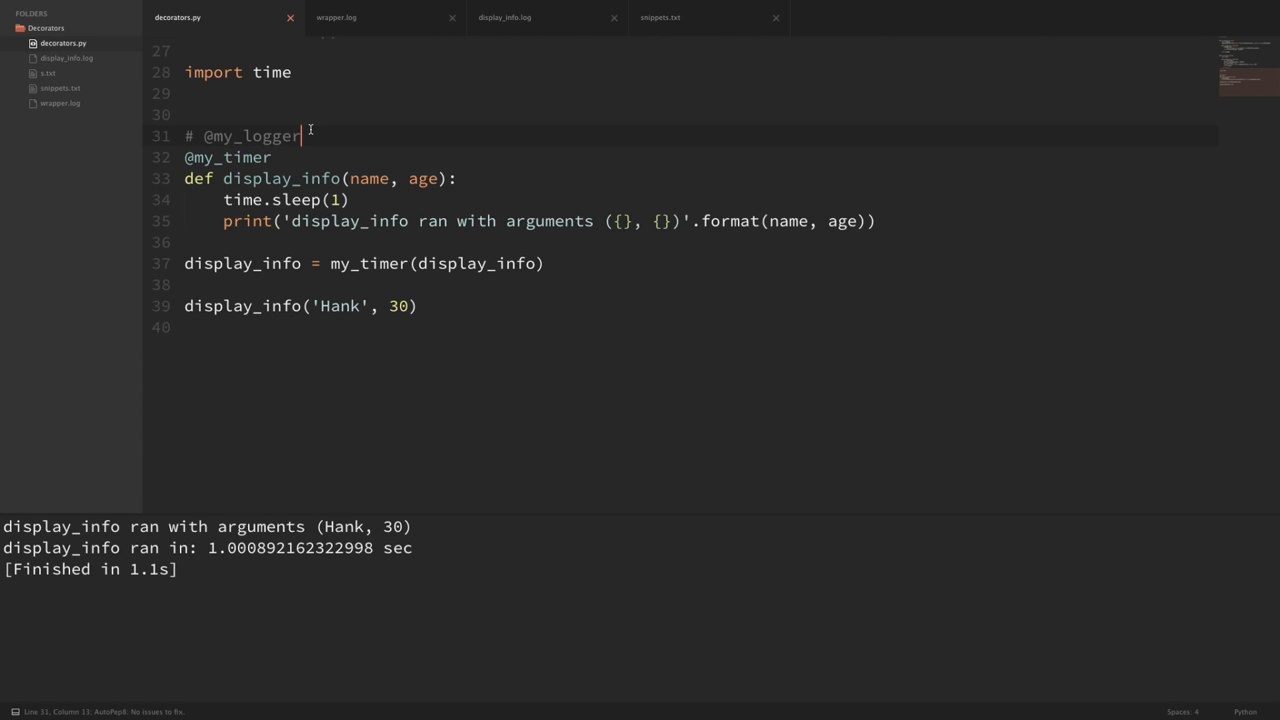 FOLDERS
Decorators
decorators.py
display_info.log
s.txt
snippets.txt
wrapper.log
decorators.py
wrapper.log
display_info.log
snippets.txt
27
28 import time
29
30
31 # @my_logger
32 @my_timer
33 def display_info(name, age):
34 time.sleep(1)
35 print('display_info ran with arguments ({}, {})'.format(name, age))
36
37 display_info = my_timer(display_info)
38
39 display_info('Hank', 30)
40
display_info ran with arguments (Hank, 30)
display_info ran in: 1.000892162322998 sec
[Finished in 1.1s]
Line 31, Column 13; AutoPep8: No issues to fix.
Spaces: 4
Python